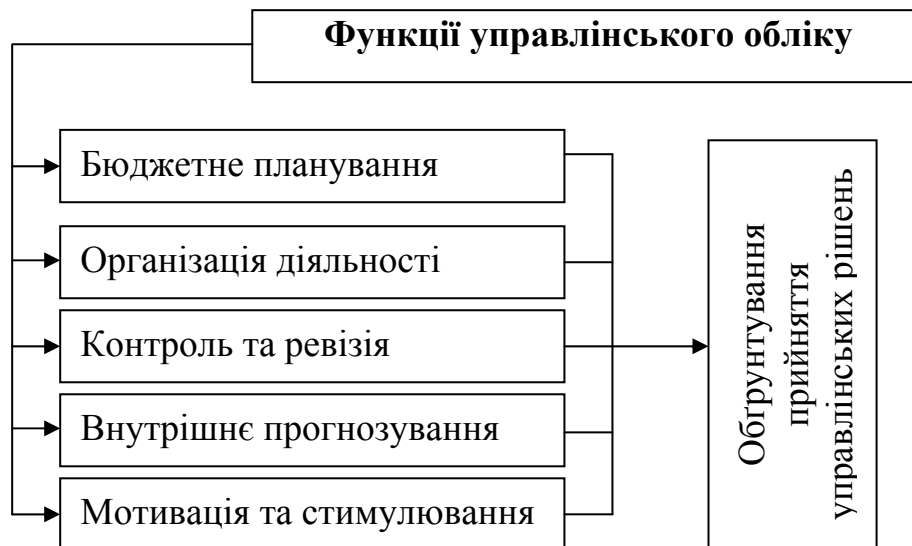 Функції управлінського обліку
Бюджетне планування
Організація діяльності
Контроль та ревізія
Внутрішнє прогнозування
Мотивація та стимулювання
Обґрунтування
прийняття
управлінських рішень